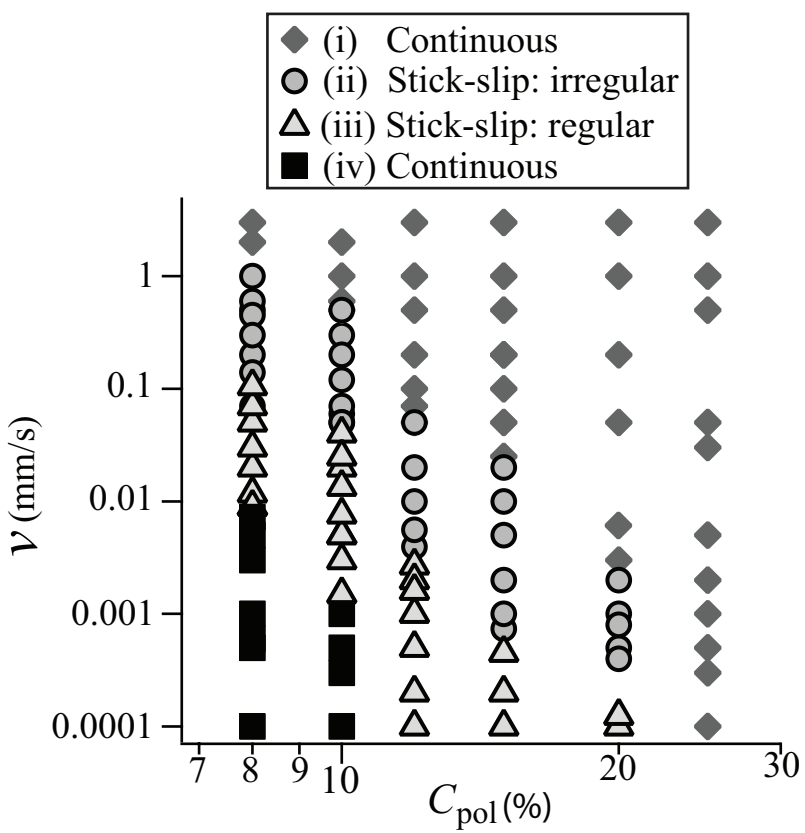 (i) Continuous
(ii) Stick-slip: irregular
(iii) Stick-slip: regular
(iv) Continuous
1
0.1
0.01
0.001
0.0001
v (mm/s)
7 8 9 10 20 30
Cpol (%)